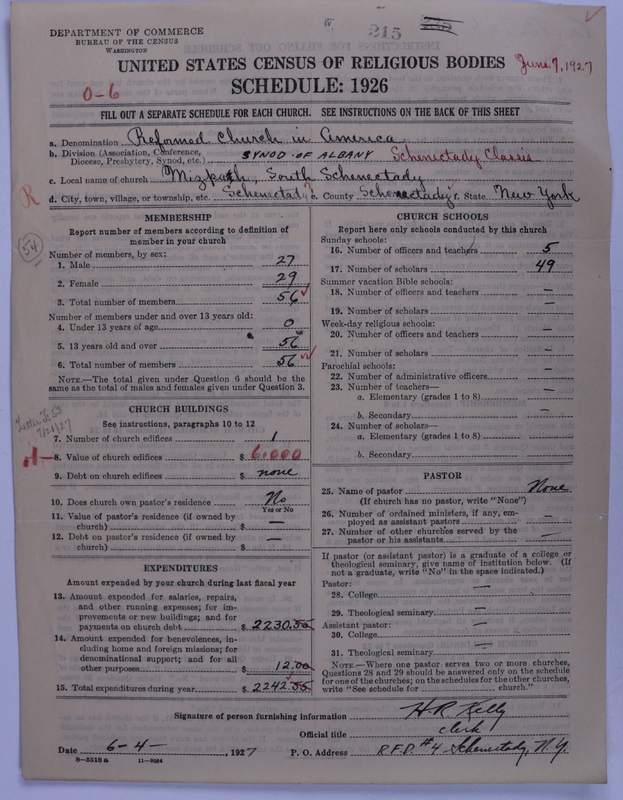 215
DEPARTMENT OF COMMERCE
BUREAU OF THE CENSUS
WASHINGTON
UNITED STATES CENSUS OF RELIGIOUS BODIES
June 7, 1927
SCHEDULE: 1926
0-6
FILL OUT A SEPARATE SCHEDULE FOR EACH CHURCH. SEE INSTRUCTIONS ON THE BACK OF THIS SHEET
a. Denomination Reformed Church in America
b. Division (Association, Conference, Diocese, Presbytery, Synod, etc.) SYNOD OF ALBANY Schenectady Classis
c. Local name of church Mizpah, South Schenectady
d. City, town, village, or township, etc. Schenectady e. County Schenectady f. State New York
R
54
MEMBERSHIP
Report number of members according to definition of
member in your church
Number of members, by sex:
1. Male 27
2. Female 29
3. Total number of members 56
Number of members under and over 13 years old:
4. Under 13 years of age 0
5. 13 years old and over 56
6. Total number of members 56
NOTE.—The total given under Question 6 should be the
same as the total of males and females given under Question 3.
CHURCH BUILDINGS
See instructions, paragraphs 10 to 12
7/21/27
7. Number of church edifices 1
8. Value of church edifices $ 6,000
9. Debt on church edifices $ none
10. Does church own pastor's residence No
Yes or No
11. Value of pastor's residence (if owned by
church) $ —
12. Debt on pastor's residence (if owned by
church) $ —
EXPENDITURES
Amount expended by your church during last fiscal year
13. Amount expended for salaries, repairs,
and other running expenses; for im-
provements or new buildings; and for
payments on church debt $ 2230.55
14. Amount expended for benevolences, in-
cluding home and foreign missions; for
denominational support; and for all
other purposes $ 12.00
15. Total expenditures during year $ 2242.55
CHURCH SCHOOLS
Report here only schools conducted by this church
Sunday schools:
16. Number of officers and teachers 5
17. Number of scholars 49
Summer vacation Bible schools:
18. Number of officers and teachers —
19. Number of scholars —
Week-day religious schools:
20. Number of officers and teachers —
21. Number of scholars —
Parochial schools:
22. Number of administrative officers —
23. Number of teachers—
a. Elementary (grades 1 to 8)
b. Secondary —
24. Number of scholars—
a. Elementary (grades 1 to 8) —
b. Secondary
PASTOR
25. Name of pastor None
(If church has no pastor, write "None")
26. Number of ordained ministers, if any, em-
ployed as assistant pastors —
27. Number of other churches served by the
pastor or his assistants —
If pastor (or assistant pastor) is a graduate of a college or
theological seminary, give name of institution below. (If
not a graduate, write "No" in the space indicated.)
Pastor:
28. College —
29. Theological seminary —
Assistant pastor:
30. College —
31. Theological seminary —
NOTE.—Where one pastor serves two or more churches,
Questions 28 and 29 should be answered only on the schedule
for one of the churches; on the schedules for the other churches,
write "See schedule for church."
Signature of person furnishing information H. R. Kelly
Official title clerk
Date 6-4-, 1927 P. O. Address R.F.D. #4 Schenectady, N.Y.
8—5518a 11—9034